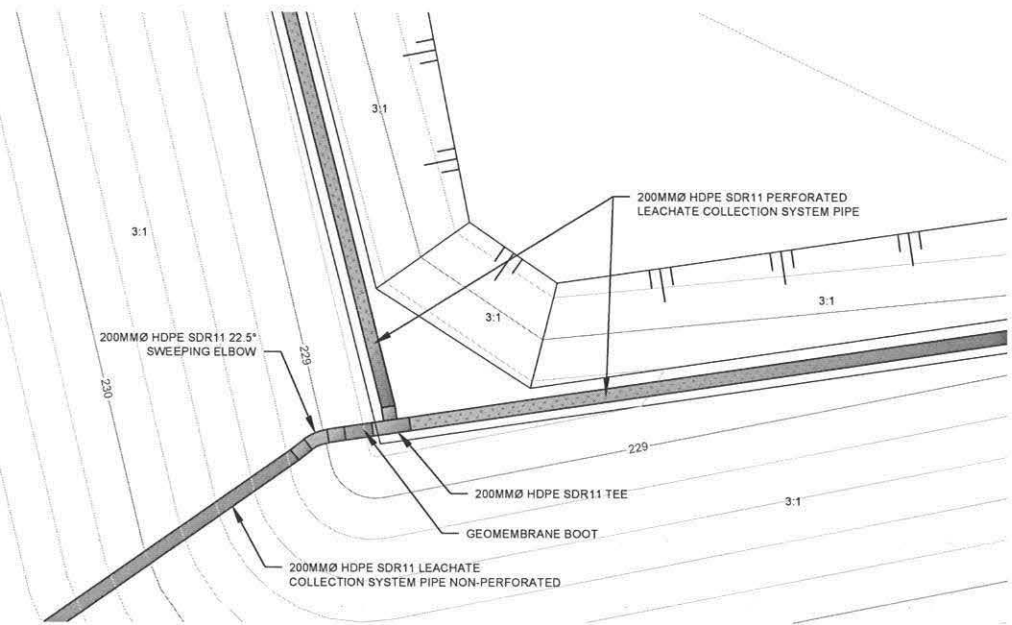 3:1
200MMØ HDPE SDR11 PERFORATED
LEACHATE COLLECTION SYSTEM PIPE
3:1
3:1
3:1
200MMØ HDPE SDR11 22.5°
SWEEPING ELBOW
229
230
229
200MMØ HDPE SDR11 TEE
3:1
GEOMEMBRANE BOOT
200MMØ HDPE SDR11 LEACHATE
COLLECTION SYSTEM PIPE NON-PERFORATED